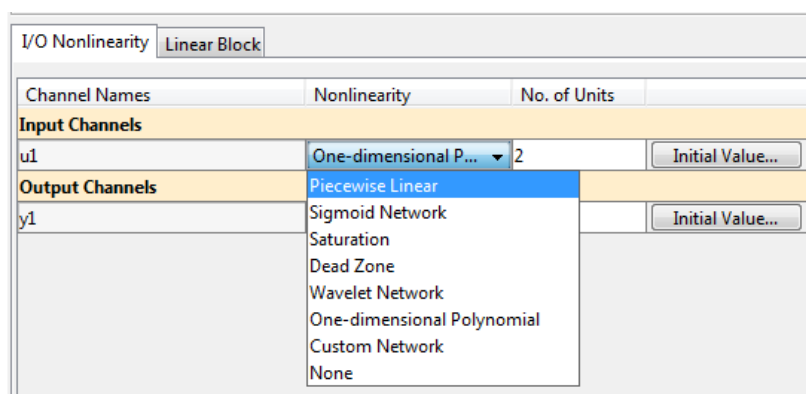 I/O Nonlinearity Linear Block
Channel Names Nonlinearity No. of Units
Input Channels
u1 One-dimensional P... 2 Initial Value...
Output Channels Piecewise Linear
y1 Sigmoid Network Initial Value...
Saturation
Dead Zone
Wavelet Network
One-dimensional Polynomial
Custom Network
None